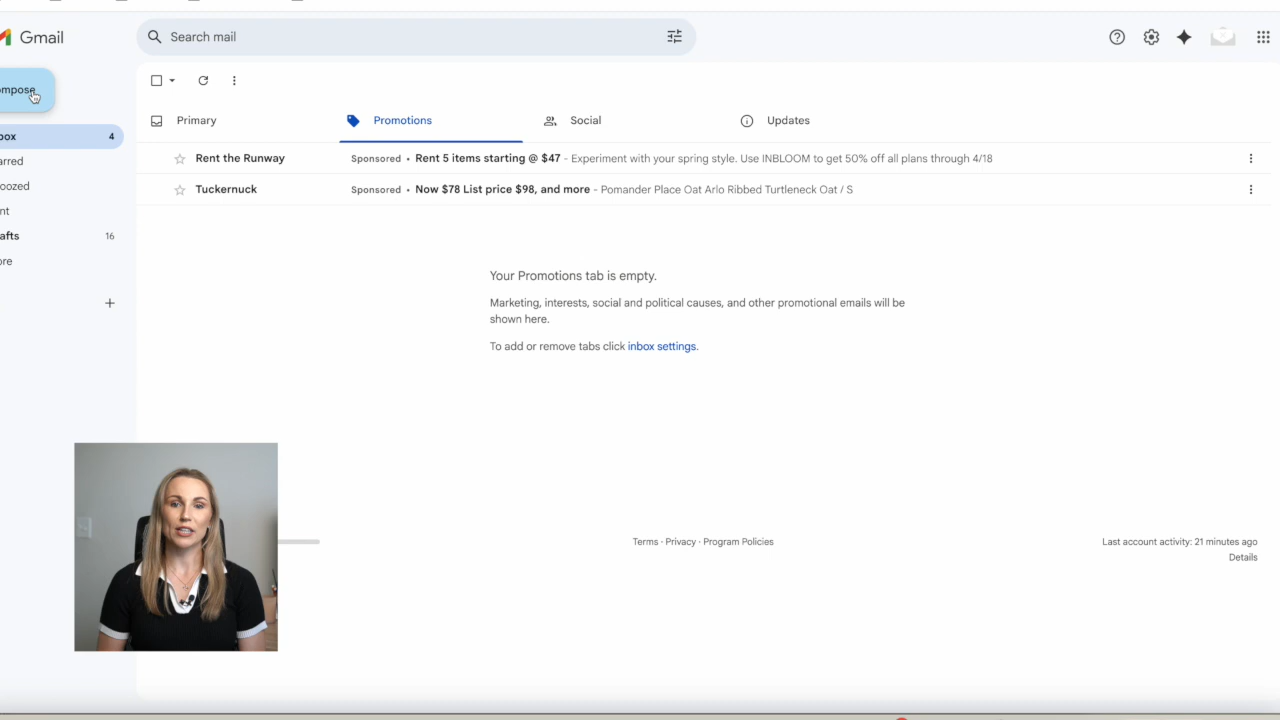 Gmail
Search mail
ompose
box 4
arred
oozed
nt
afts 16
ore
Primary
Promotions
Social
Updates
Rent the Runway Sponsored • Rent 5 items starting @ $47 - Experiment with your spring style. Use INBLOOM to get 50% off all plans through 4/18
Tuckernuck Sponsored • Now $78 List price $98, and more - Pomander Place Oat Arlo Ribbed Turtleneck Oat / S
Your Promotions tab is empty.
Marketing, interests, social and political causes, and other promotional emails will be
shown here.
To add or remove tabs click inbox settings.
Terms · Privacy · Program Policies
Last account activity: 21 minutes ago
Details